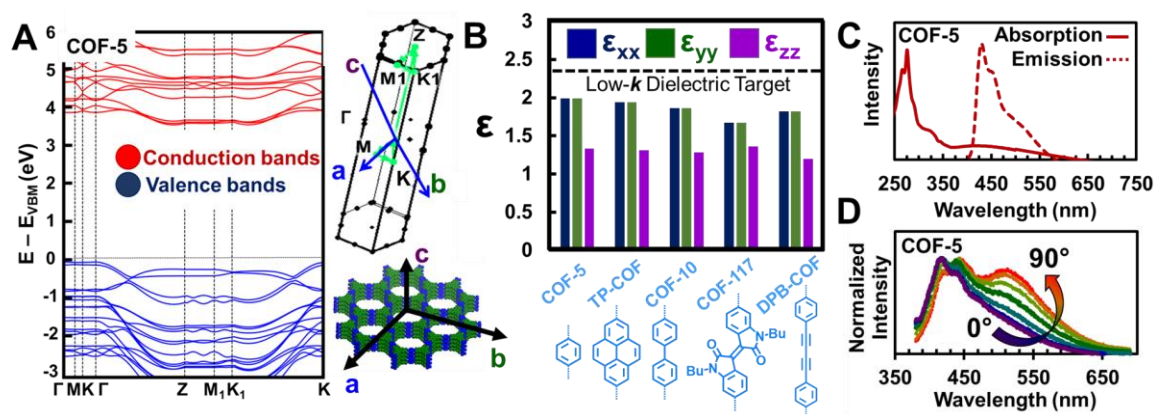 A
COF-5
E – E_VBM (eV)
6
5
4
3
2
1
0
-1
-2
-3
Conduction bands
Valence bands
Γ M K Γ Z M₁ K₁ K
Z
c
M1 K1
Γ
M
a
K
b
c
b
a
B
ε
3
2.5
2
1.5
1
0.5
0
ε_xx ε_yy ε_zz
Low-k Dielectric Target
COF-5
TP-COF
COF-10
COF-117
DPB-COF
N-Bu
O
O
Bu-N
C
COF-5
Absorption
Emission
Intensity
250 350 450 550 650 750
Wavelength (nm)
D
COF-5
90°
0°
Normalized
Intensity
350 450 550 650
Wavelength (nm)